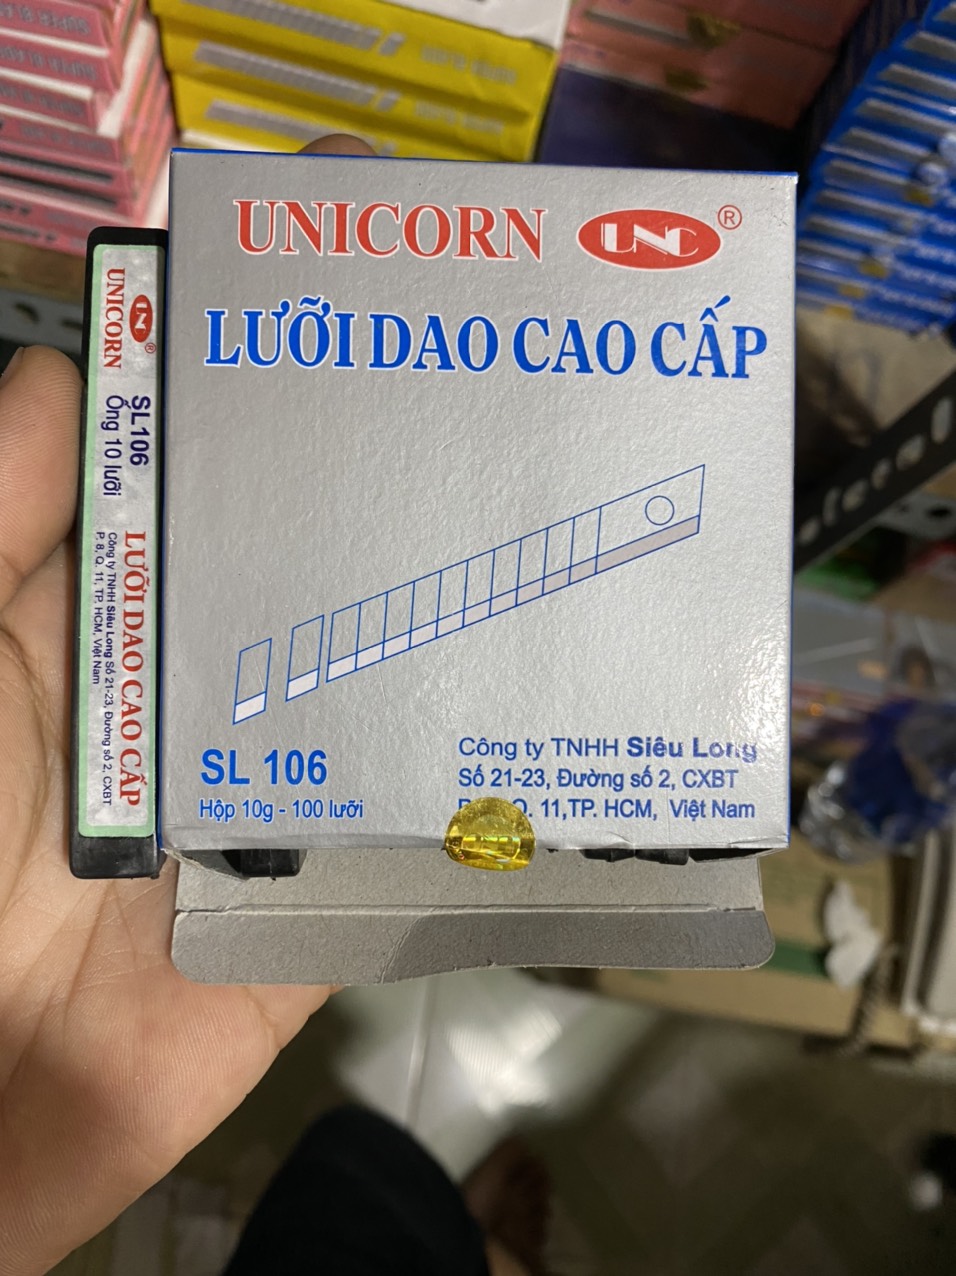 UNICORN UNC ®
LƯỠI DAO CAO CẤP
SL 106
Hộp 10g - 100 lưỡi
Công ty TNHH Siêu Long
Số 21-23, Đường số 2, CXBT
Q. 11,TP. HCM, Việt Nam
UNC ®
UNICORN
SL106
Ống 10 lưỡi
LƯỠI DAO CAO CẤP
Công ty TNHH Siêu Long Số 21-23, Đường số 2, CXBT
P. 8, Q. 11, TP. HCM, Việt Nam